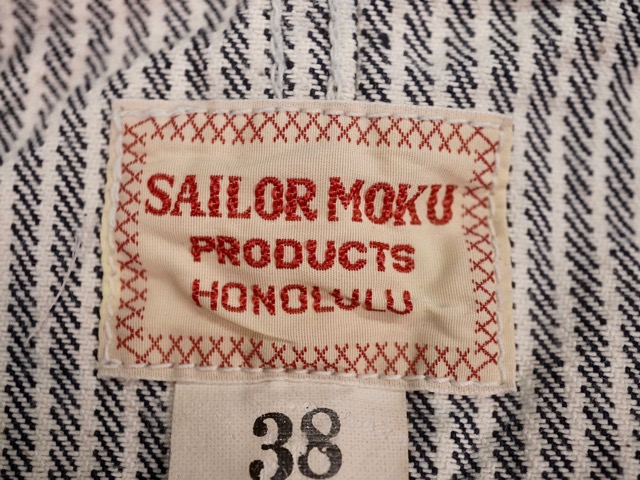 SAILOR MOKU
PRODUCTS
HONOLULU
38